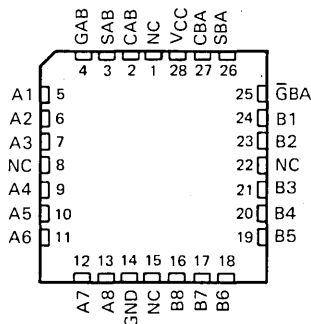 GAB SAB CAB NC VCC CBA SBA
4 3 2 1 28 27 26
A1 5 25 G̅BA
A2 6 24 B1
A3 7 23 B2
NC 8 22 NC
A4 9 21 B3
A5 10 20 B4
A6 11 19 B5
12 13 14 15 16 17 18
A7 A8 GND NC B8 B7 B6